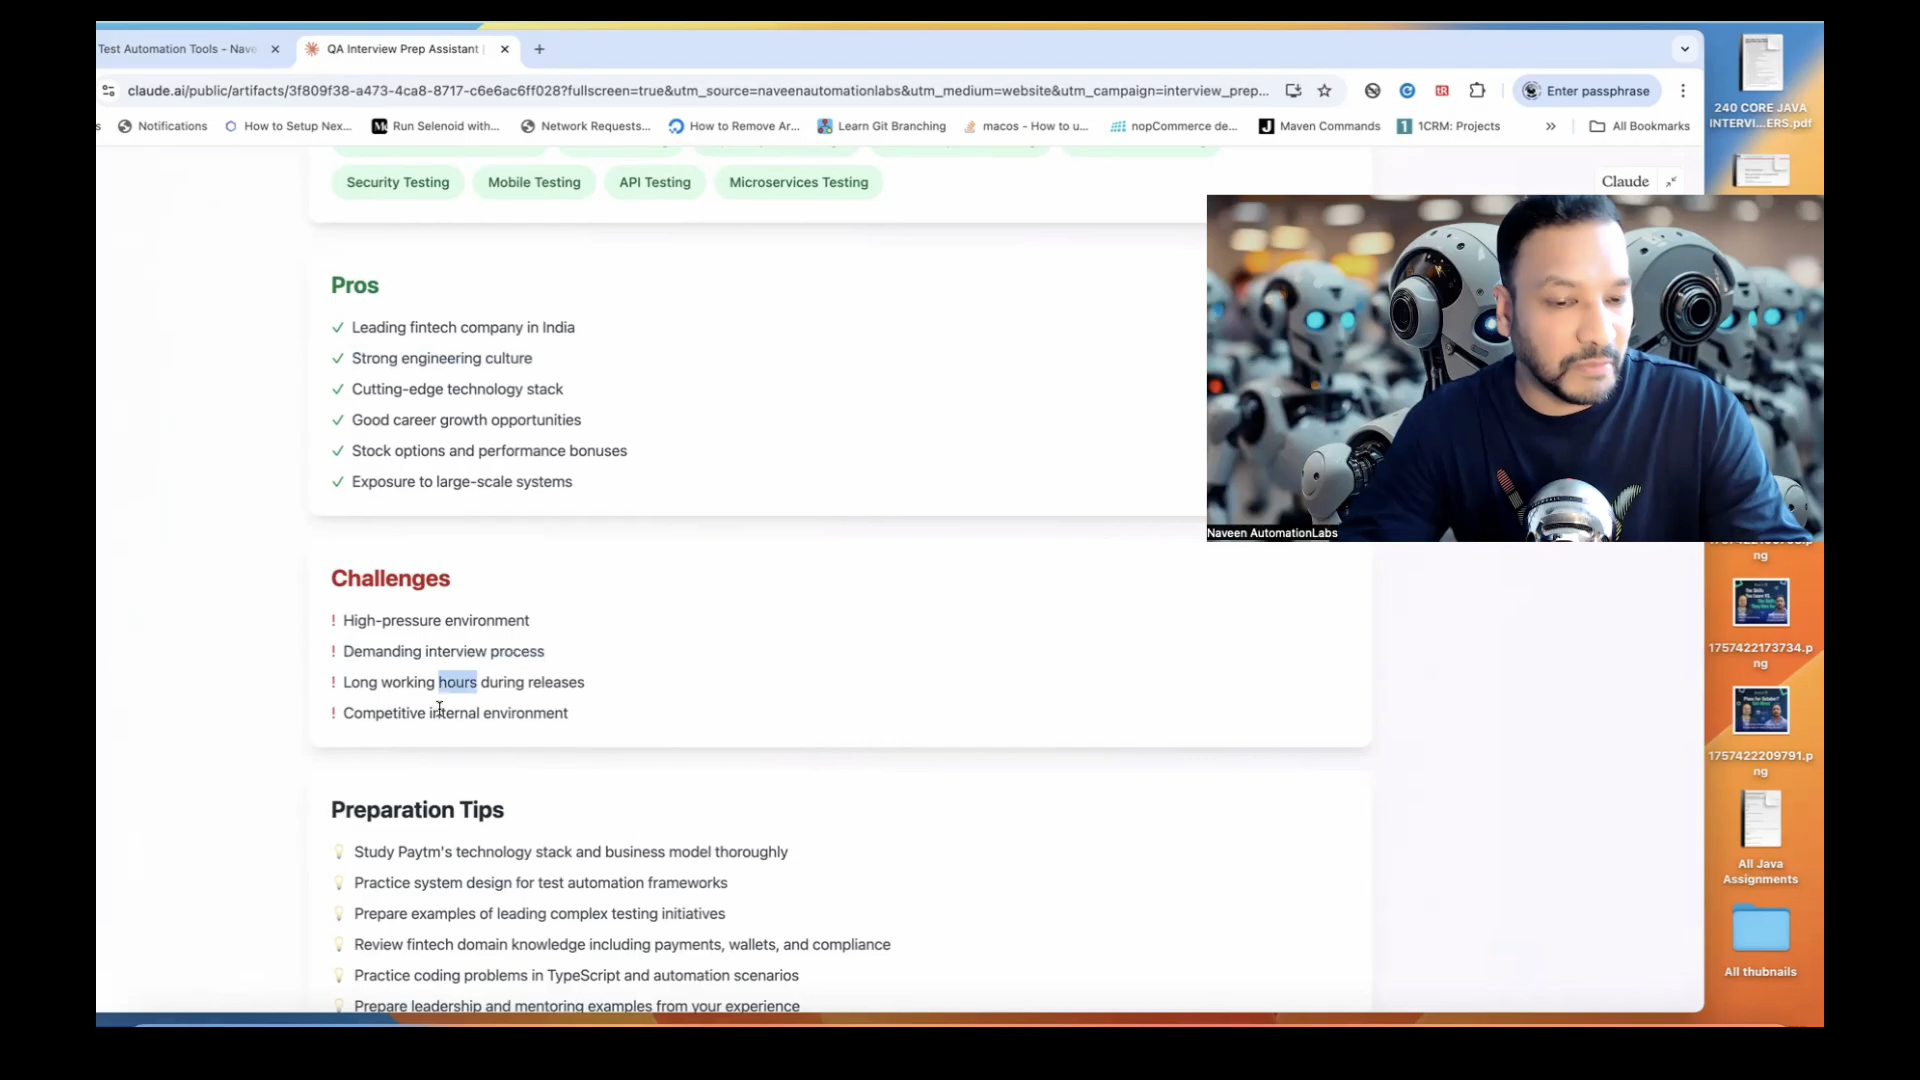 Test Automation Tools - Nave
QA Interview Prep Assistant
claude.ai/public/artifacts/3f809f38-a473-4ca8-8717-c6e6ac6ff028?fullscreen=true&utm_source=naveenautomationlabs&utm_medium=website&utm_campaign=interview_prep...
Enter passphrase
s
Notifications
How to Setup Nex...
Run Selenoid with...
Network Requests...
How to Remove Ar...
Learn Git Branching
macos - How to u...
nopCommerce de...
Maven Commands
1CRM: Projects
All Bookmarks
240 CORE JAVA
INTERVI...ERS.pdf
Security Testing
Mobile Testing
API Testing
Microservices Testing
Claude
Pros
✓ Leading fintech company in India
✓ Strong engineering culture
✓ Cutting-edge technology stack
✓ Good career growth opportunities
✓ Stock options and performance bonuses
✓ Exposure to large-scale systems
Naveen AutomationLabs
ng
Challenges
! High-pressure environment
! Demanding interview process
! Long working hours during releases
! Competitive internal environment
1757422173734.p
ng
1757422209791.p
ng
Preparation Tips
Study Paytm's technology stack and business model thoroughly
Practice system design for test automation frameworks
Prepare examples of leading complex testing initiatives
Review fintech domain knowledge including payments, wallets, and compliance
Practice coding problems in TypeScript and automation scenarios
Prepare leadership and mentoring examples from your experience
All Java
Assignments
All thubnails